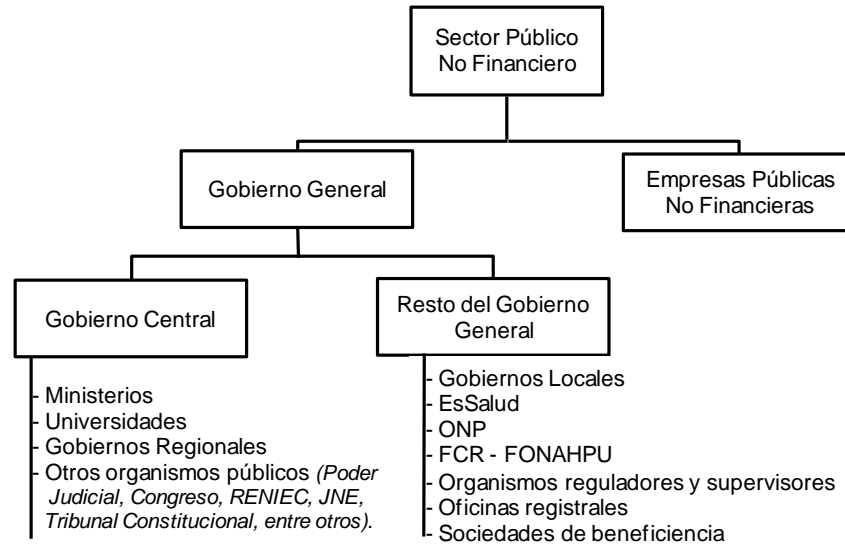 Sector Público
No Financiero
Gobierno General
Empresas Públicas
No Financieras
Gobierno Central
Resto del Gobierno
General
- Ministerios
- Universidades
- Gobiernos Regionales
- Otros organismos públicos (Poder
Judicial, Congreso, RENIEC, JNE,
Tribunal Constitucional, entre otros).
- Gobiernos Locales
- EsSalud
- ONP
- FCR - FONAHPU
- Organismos reguladores y supervisores
- Oficinas registrales
- Sociedades de beneficiencia